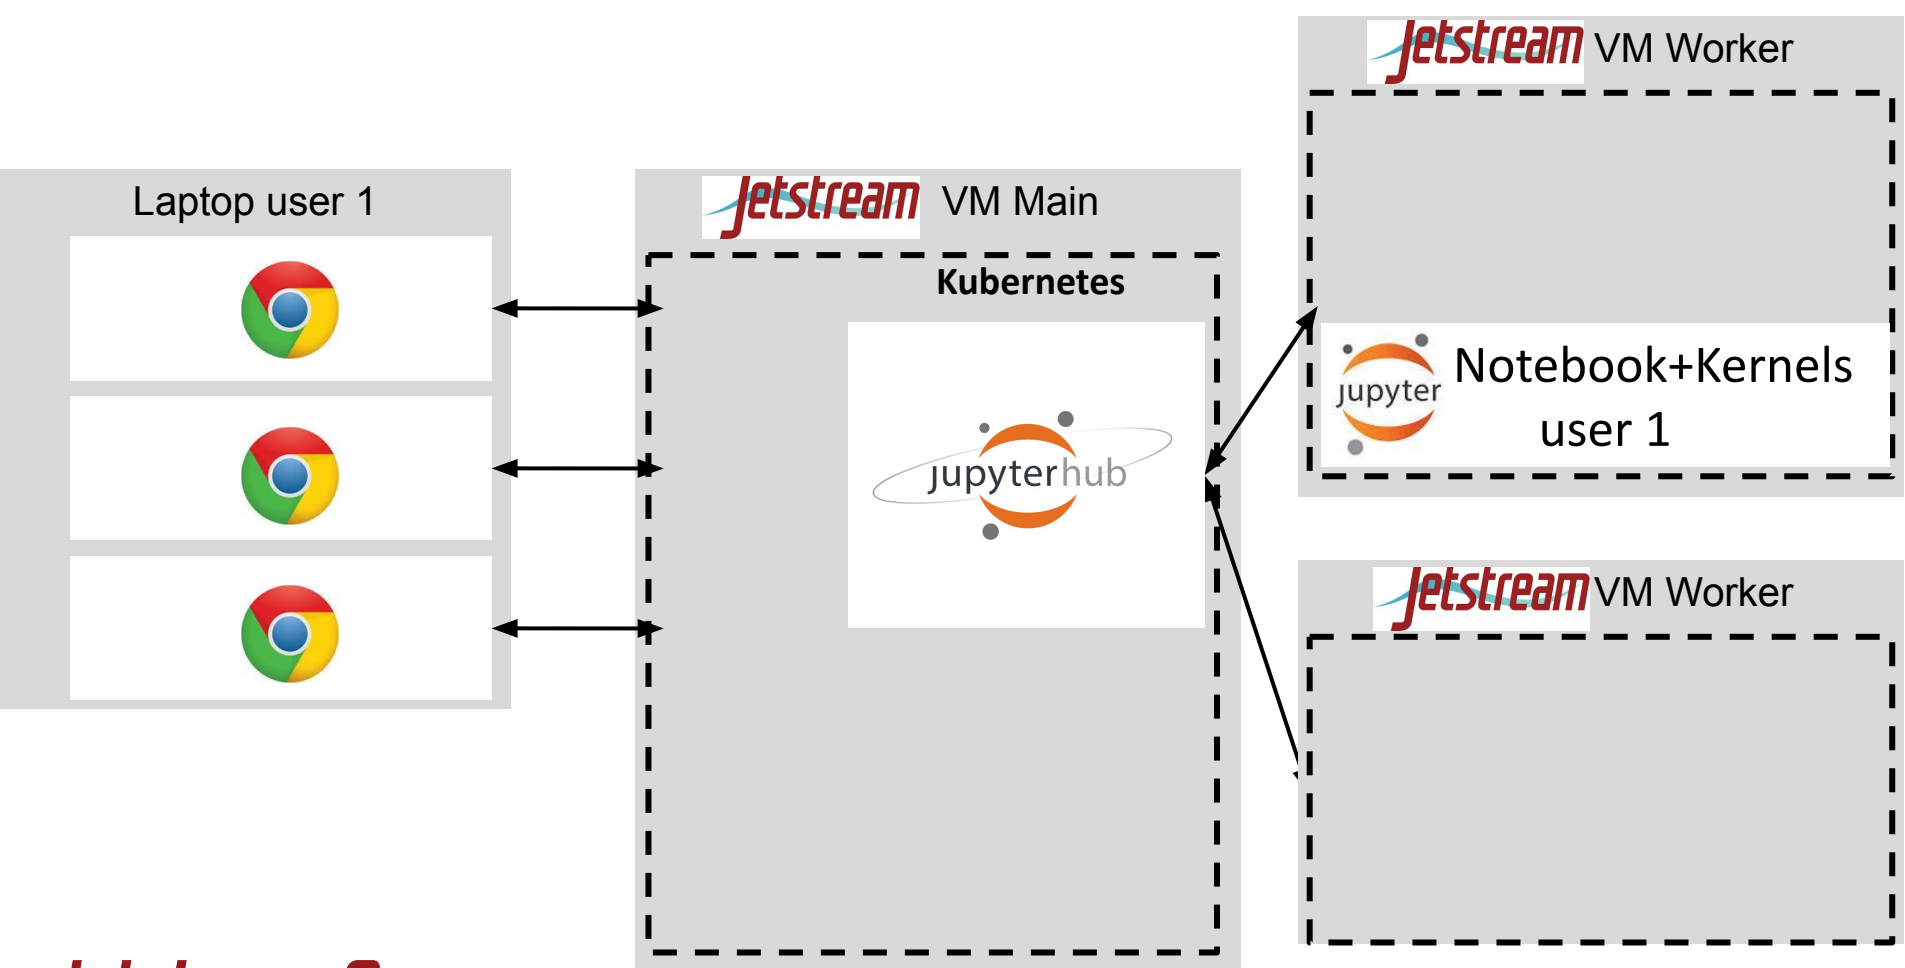 Jetstream VM Worker
Laptop user 1
Jetstream VM Main
Kubernetes
jupyterhub
jupyter Notebook+Kernels
user 1
Jetstream VM Worker